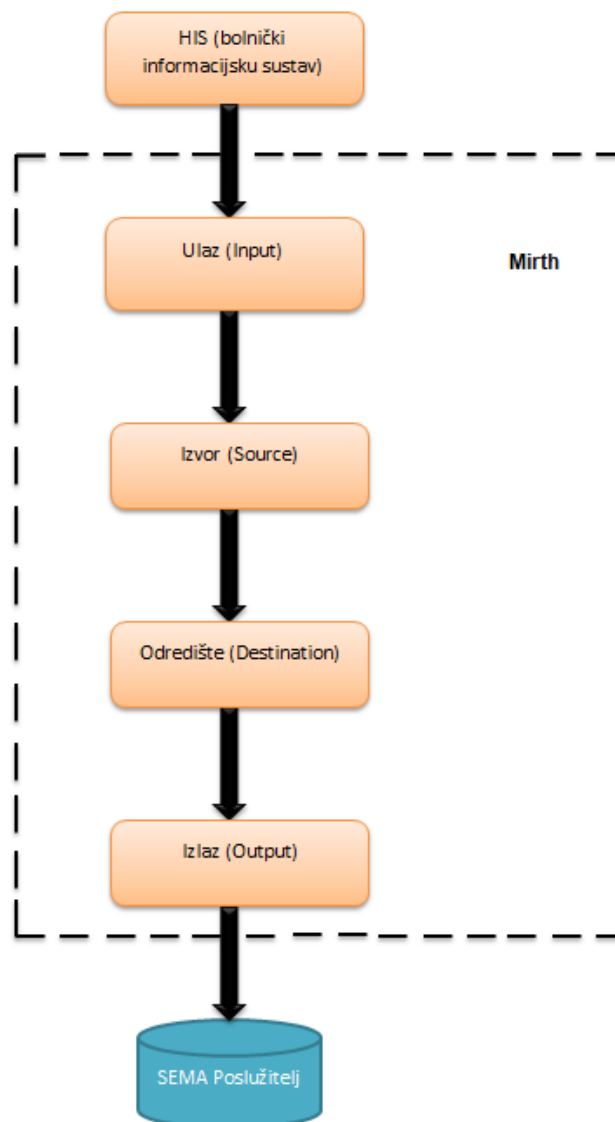 HIS (bolnički
informacijsku sustav)
Ulaz (Input)
Mirth
Izvor (Source)
Odredište (Destination)
Izlaz (Output)
SEMA Poslužitelj